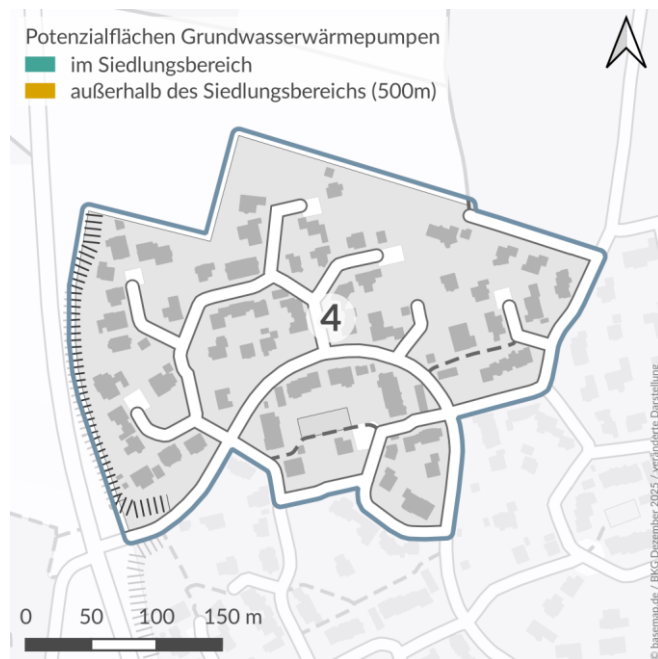 Potenzialflächen Grundwasserwärmepumpen
im Siedlungsbereich
außerhalb des Siedlungsbereichs (500m)
4
0 50 100 150 m
© basemap.de / BKG Dezember 2025 / veränderte Darstellung